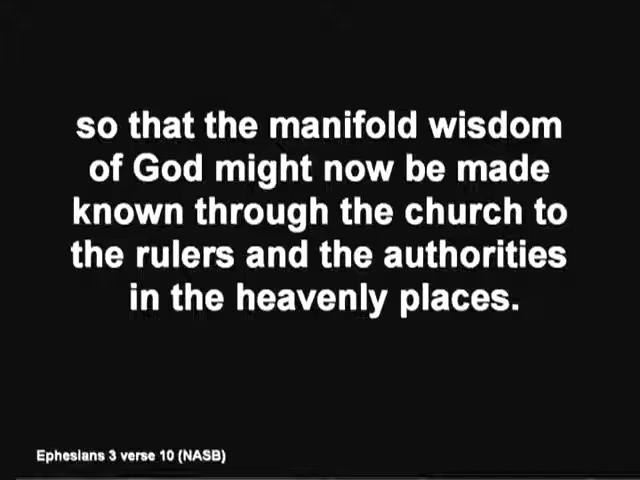 so that the manifold wisdom
of God might now be made
known through the church to
the rulers and the authorities
in the heavenly places.
Ephesians 3 verse 10 (NASB)